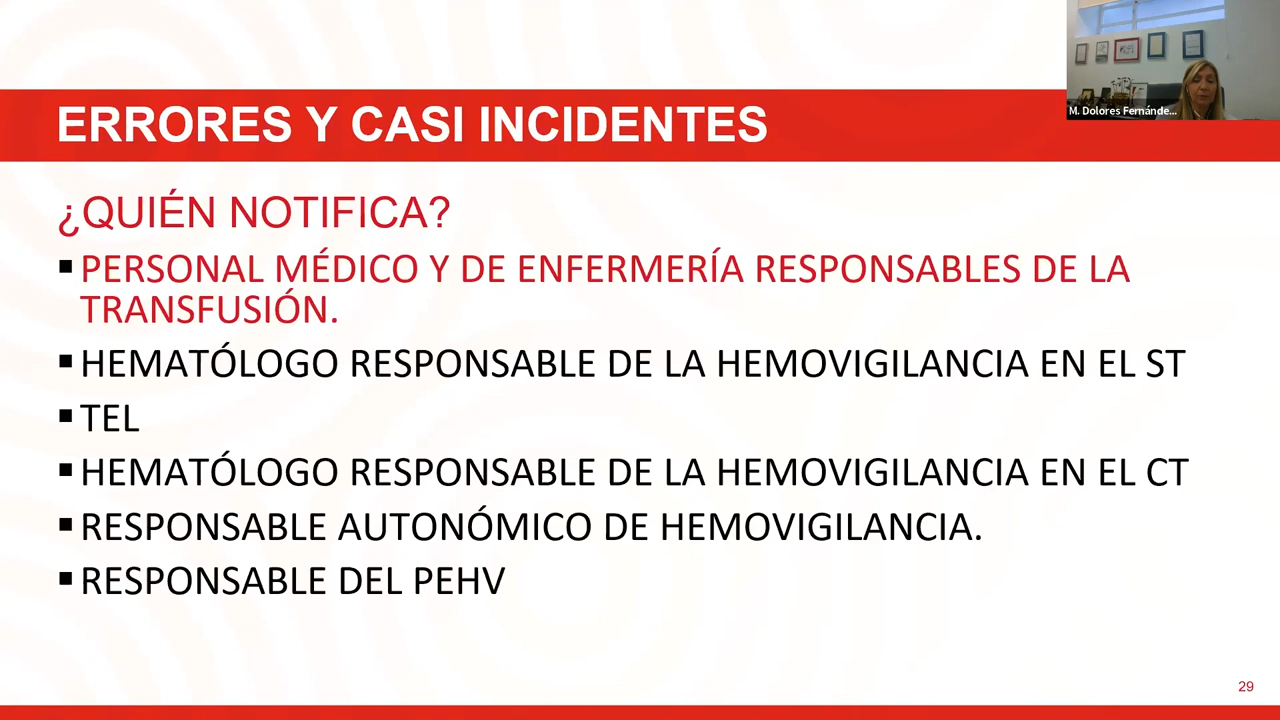 M. Dolores Fernánde...
ERRORES Y CASI INCIDENTES
¿QUIÉN NOTIFICA?
▪PERSONAL MÉDICO Y DE ENFERMERÍA RESPONSABLES DE LA
TRANSFUSIÓN.
▪HEMATÓLOGO RESPONSABLE DE LA HEMOVIGILANCIA EN EL ST
▪TEL
▪HEMATÓLOGO RESPONSABLE DE LA HEMOVIGILANCIA EN EL CT
▪RESPONSABLE AUTONÓMICO DE HEMOVIGILANCIA.
▪RESPONSABLE DEL PEHV
29